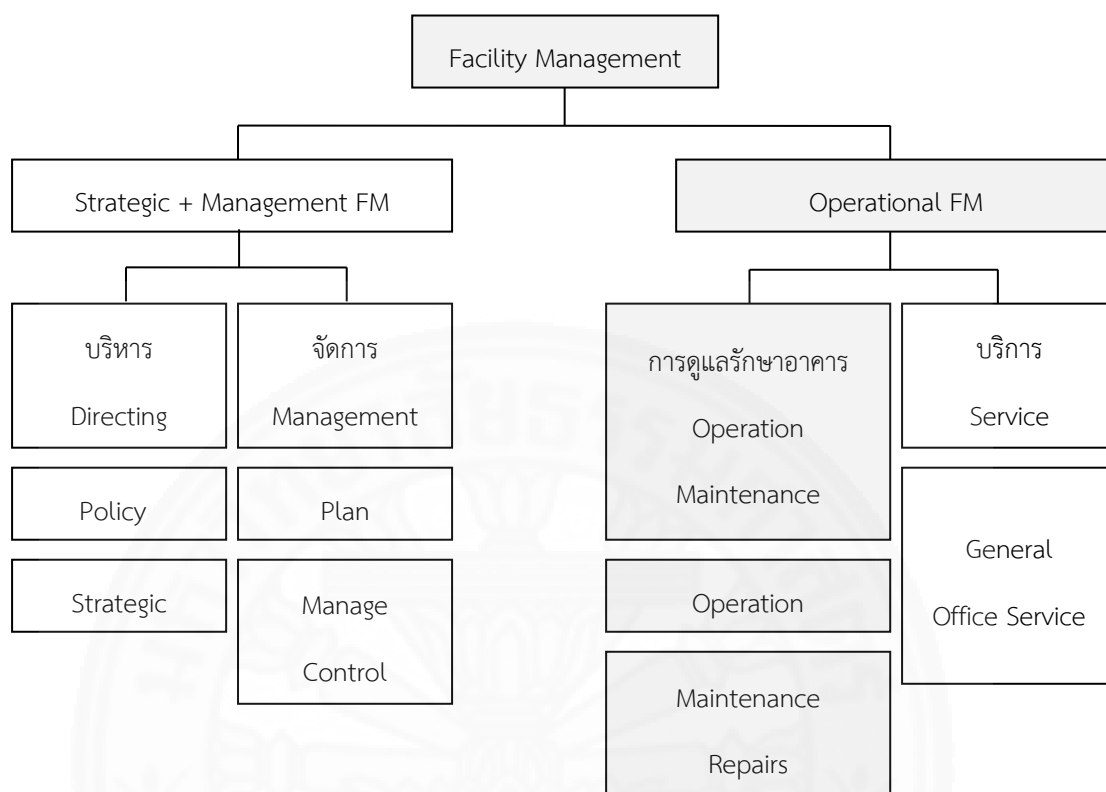 Facility Management
Strategic + Management FM
Operational FM
บริหาร
Directing
จัดการ
Management
การดูแลรักษาอาคาร
Operation
Maintenance
บริการ
Service
Policy
Plan
Strategic
Manage
Control
Operation
General
Office Service
Maintenance
Repairs